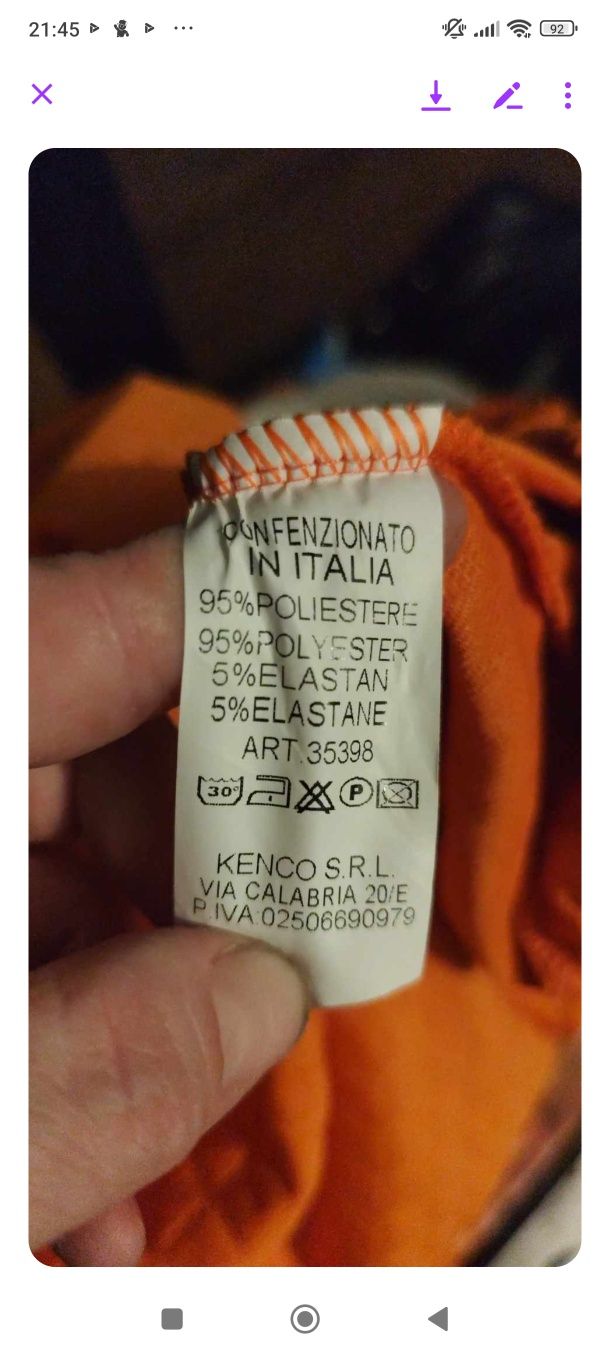 21:45
92
CONFENZIONATO
IN ITALIA
95%POLIESTERE
95%POLYESTER
5%ELASTAN
5%ELASTANE
ART.35398
30°
P
KENCO S.R.L.
VIA CALABRIA 20/E
P.IVA:02506690979